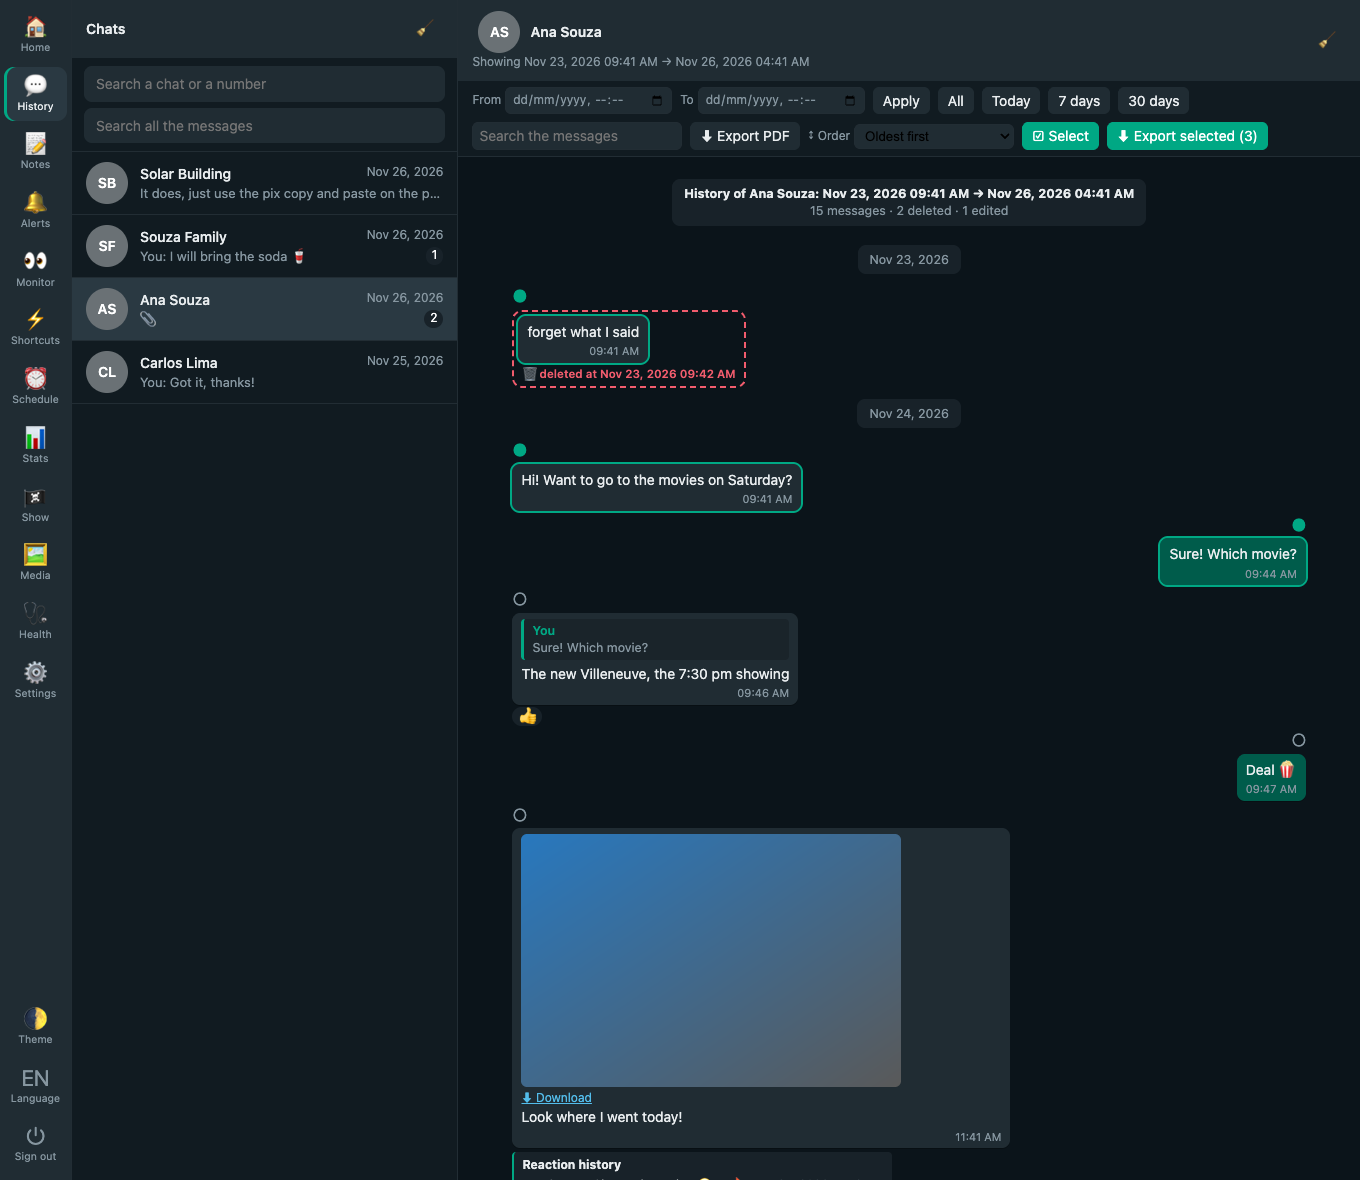 Home
History
Notes
Alerts
Monitor
Shortcuts
Schedule
Stats
Show
Media
Health
Settings
Theme
EN
Language
Sign out
Chats
Search a chat or a number
Search all the messages
SB
Solar Building
Nov 26, 2026
It does, just use the pix copy and paste on the p...
SF
Souza Family
Nov 26, 2026
You: I will bring the soda
1
AS
Ana Souza
Nov 26, 2026
2
CL
Carlos Lima
Nov 25, 2026
You: Got it, thanks!
AS
Ana Souza
Showing Nov 23, 2026 09:41 AM → Nov 26, 2026 04:41 AM
From dd/mm/yyyy, --:-- To dd/mm/yyyy, --:-- Apply All Today 7 days 30 days
Search the messages Export PDF Order Oldest first Select Export selected (3)
History of Ana Souza: Nov 23, 2026 09:41 AM → Nov 26, 2026 04:41 AM
15 messages · 2 deleted · 1 edited
Nov 23, 2026
forget what I said
09:41 AM
deleted at Nov 23, 2026 09:42 AM
Nov 24, 2026
Hi! Want to go to the movies on Saturday?
09:41 AM
Sure! Which movie?
09:44 AM
You
Sure! Which movie?
The new Villeneuve, the 7:30 pm showing
09:46 AM
Deal
09:47 AM
Download
Look where I went today!
11:41 AM
Reaction history